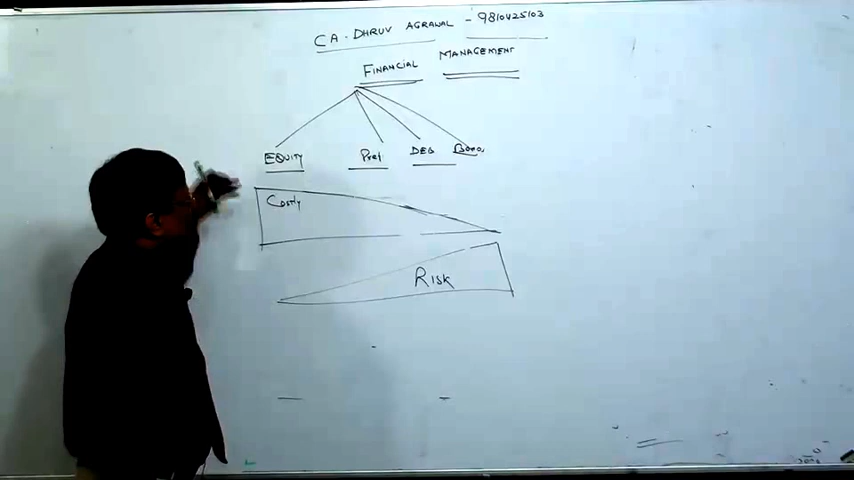 CA. DHRUV AGRAWAL - 9810425103
FINANCIAL MANAGEMENT
EQUITY Pref DEB
Costly
RISK